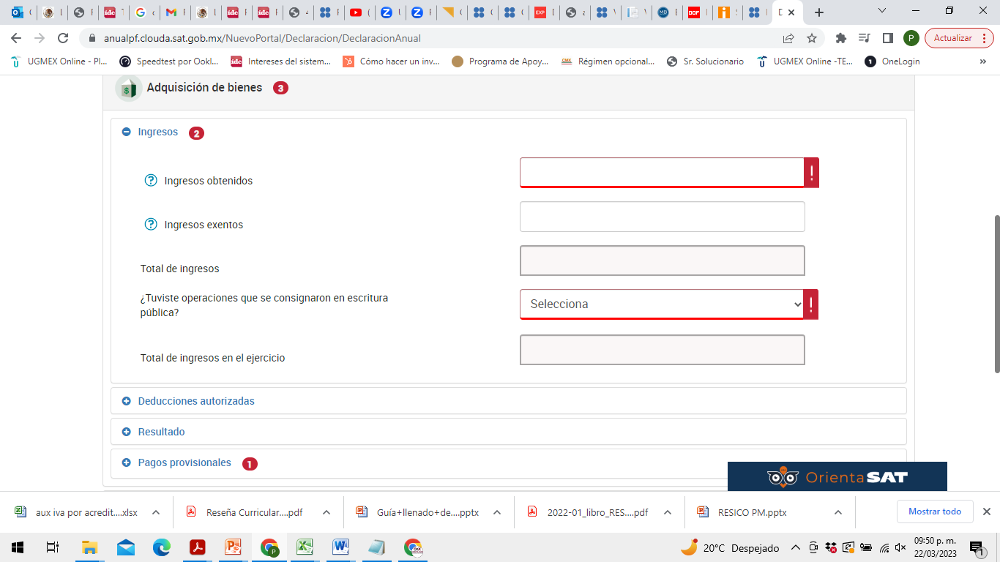 anualpf.clouda.sat.gob.mx/NuevoPortal/Declaracion/DeclaracionAnual
Actualizar
UGMEX Online - Pl...
Speedtest por Ookl...
Intereses del sistem...
Cómo hacer un inv...
Programa de Apoy...
Régimen opcional...
Sr. Solucionario
UGMEX Online -TE...
OneLogin
Adquisición de bienes 3
Ingresos 2
Ingresos obtenidos
Ingresos exentos
Total de ingresos
¿Tuviste operaciones que se consignaron en escritura
pública?
Selecciona
Total de ingresos en el ejercicio
Deducciones autorizadas
Resultado
Pagos provisionales 1
OrientaSAT
aux iva por acredit....xlsx
Reseña Curricular....pdf
Guía+llenado+de....pptx
2022-01_libro_RES....pdf
RESICO PM.pptx
Mostrar todo
20°C Despejado
09:50 p. m.
22/03/2023
1